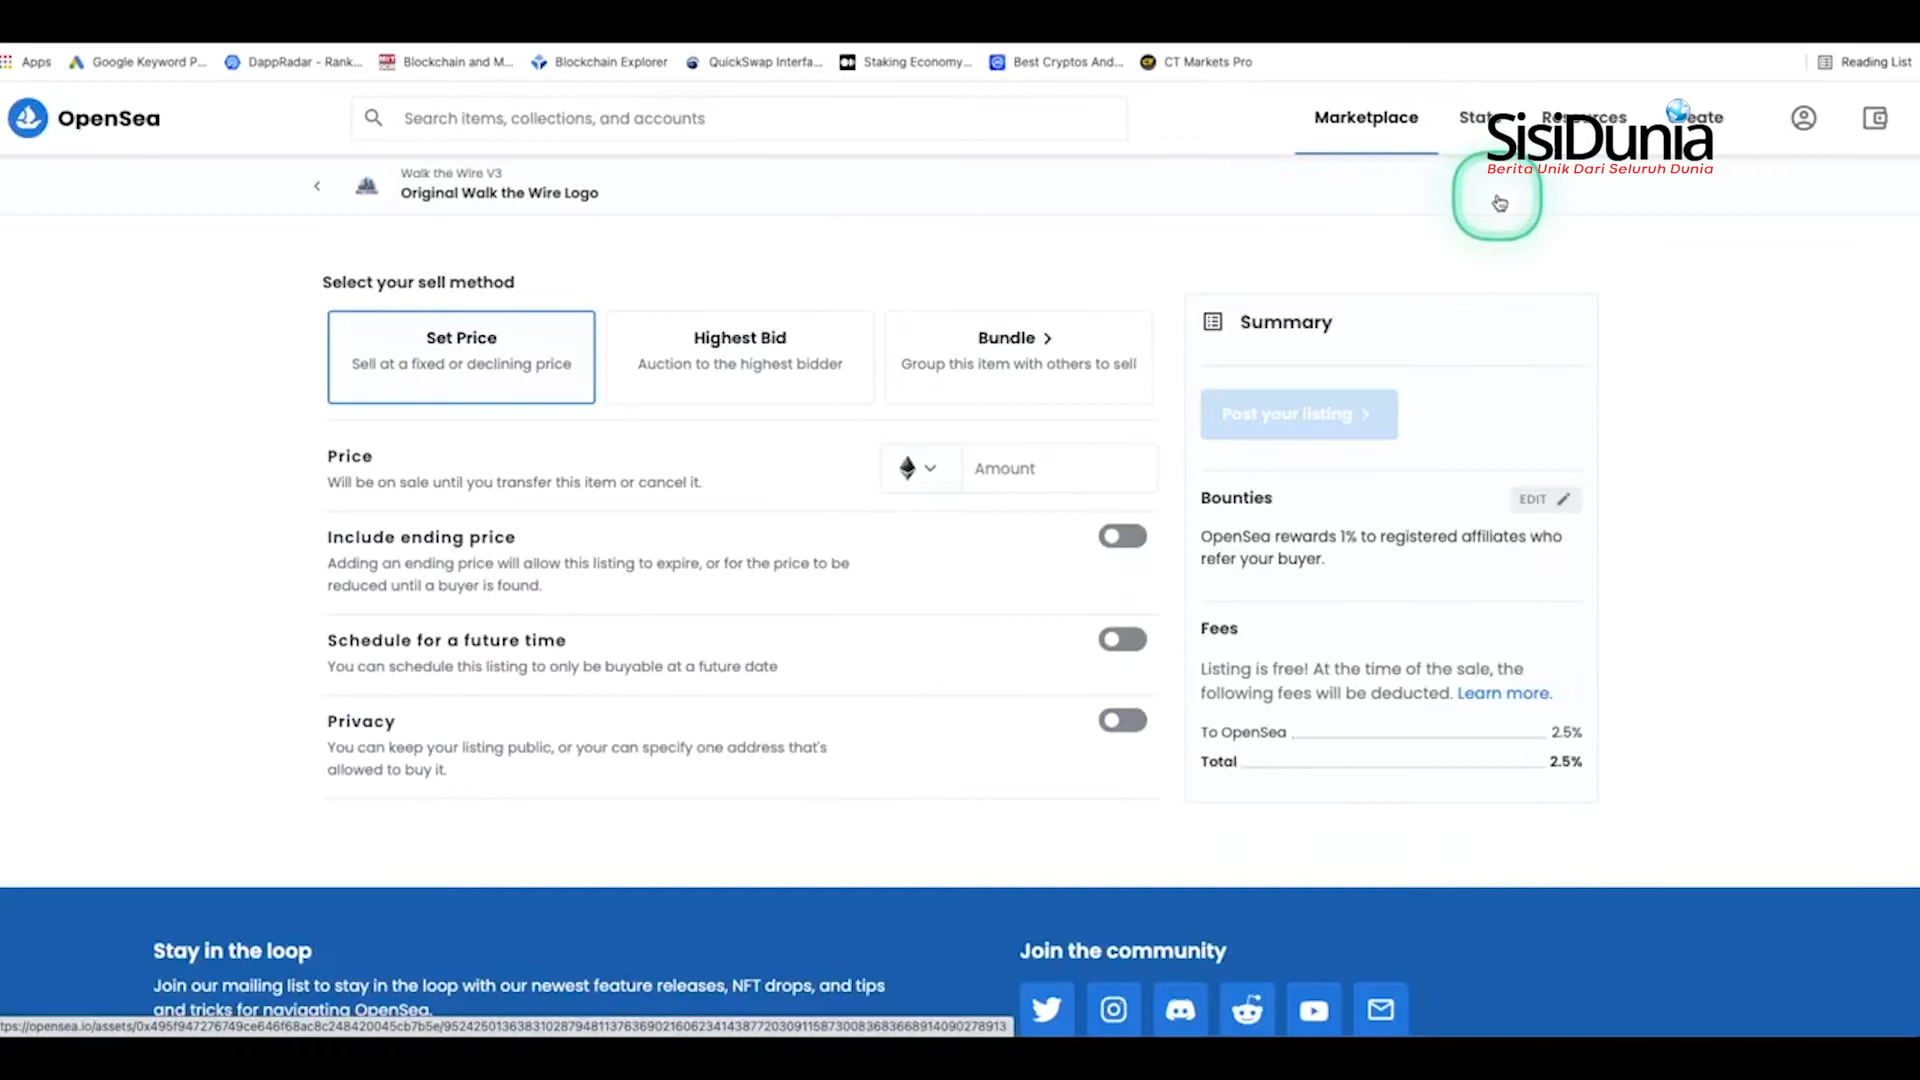 Apps Google Keyword P... DappRadar - Rank... Blockchain and M... Blockchain Explorer QuickSwap Interfa... Staking Economy... Best Cryptos And... CT Markets Pro Reading List
OpenSea
Search items, collections, and accounts
Marketplace Stats Resources Create
SisiDunia
Berita Unik Dari Seluruh Dunia
Walk the Wire V3
Original Walk the Wire Logo
Select your sell method
Set Price
Sell at a fixed or declining price
Highest Bid
Auction to the highest bidder
Bundle
Group this item with others to sell
Price
Will be on sale until you transfer this item or cancel it.
Amount
Include ending price
Adding an ending price will allow this listing to expire, or for the price to be
reduced until a buyer is found.
Schedule for a future time
You can schedule this listing to only be buyable at a future date
Privacy
You can keep your listing public, or your can specify one address that's
allowed to buy it.
Summary
Post your listing
Bounties EDIT
OpenSea rewards 1% to registered affiliates who
refer your buyer.
Fees
Listing is free! At the time of the sale, the
following fees will be deducted. Learn more.
To OpenSea 2.5%
Total 2.5%
Stay in the loop
Join our mailing list to stay in the loop with our newest feature releases, NFT drops, and tips
and tricks for navigating OpenSea.
Join the community